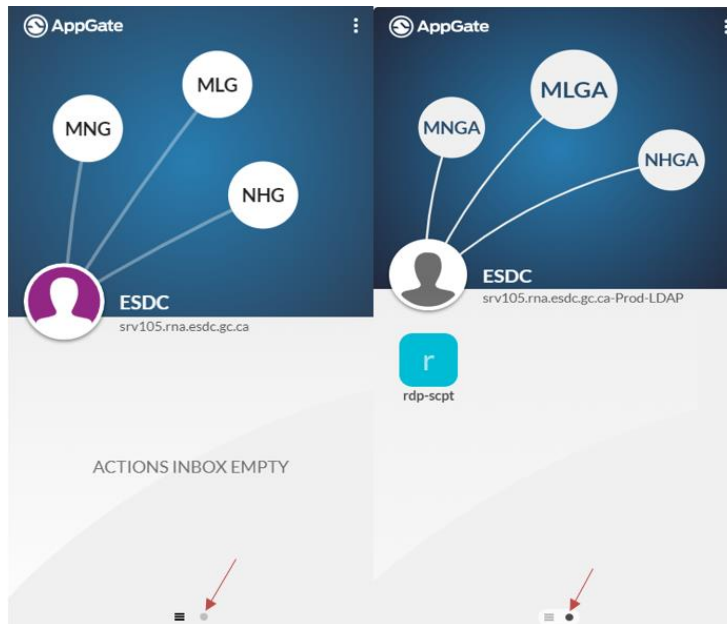 AppGate
MLG
MNG
NHG
ESDC
srv105.rna.esdc.gc.ca
ACTIONS INBOX EMPTY
AppGate
MLGA
MNGA
NHGA
ESDC
srv105.rna.esdc.gc.ca-Prod-LDAP
r
rdp-scpt